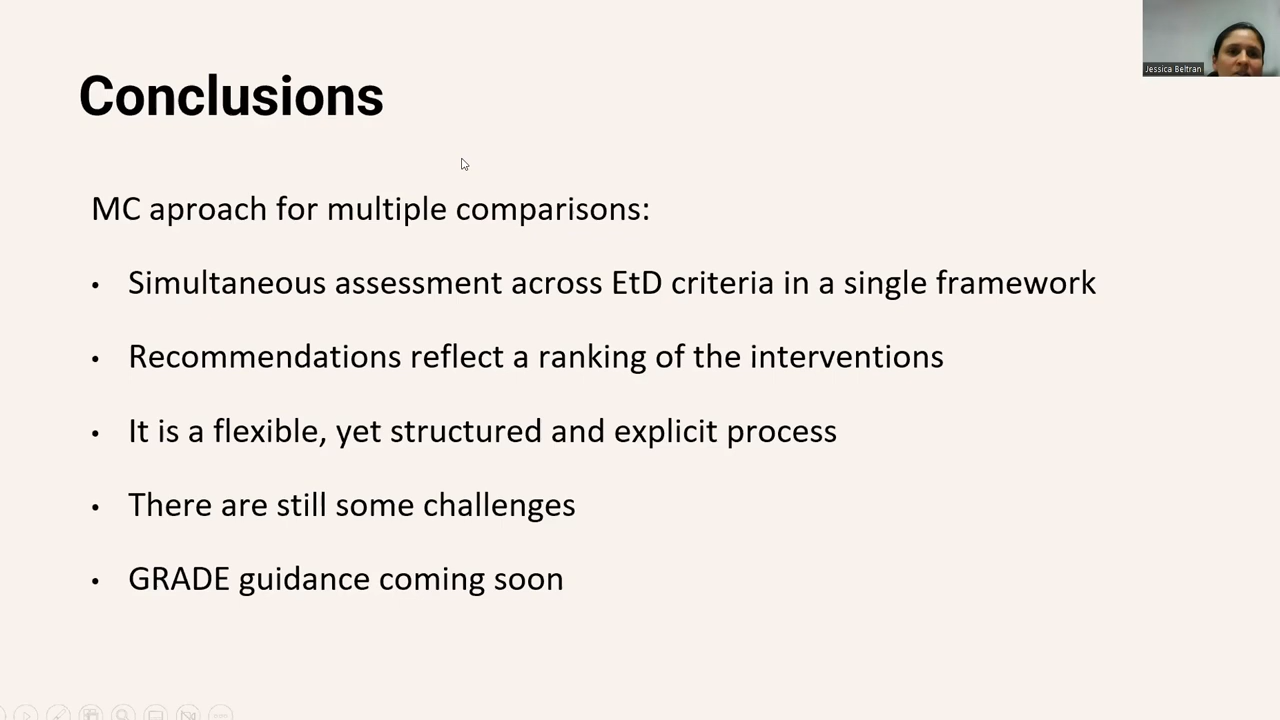 Jessica Beltran
Conclusions
MC aproach for multiple comparisons:
• Simultaneous assessment across EtD criteria in a single framework
• Recommendations reflect a ranking of the interventions
• It is a flexible, yet structured and explicit process
• There are still some challenges
• GRADE guidance coming soon